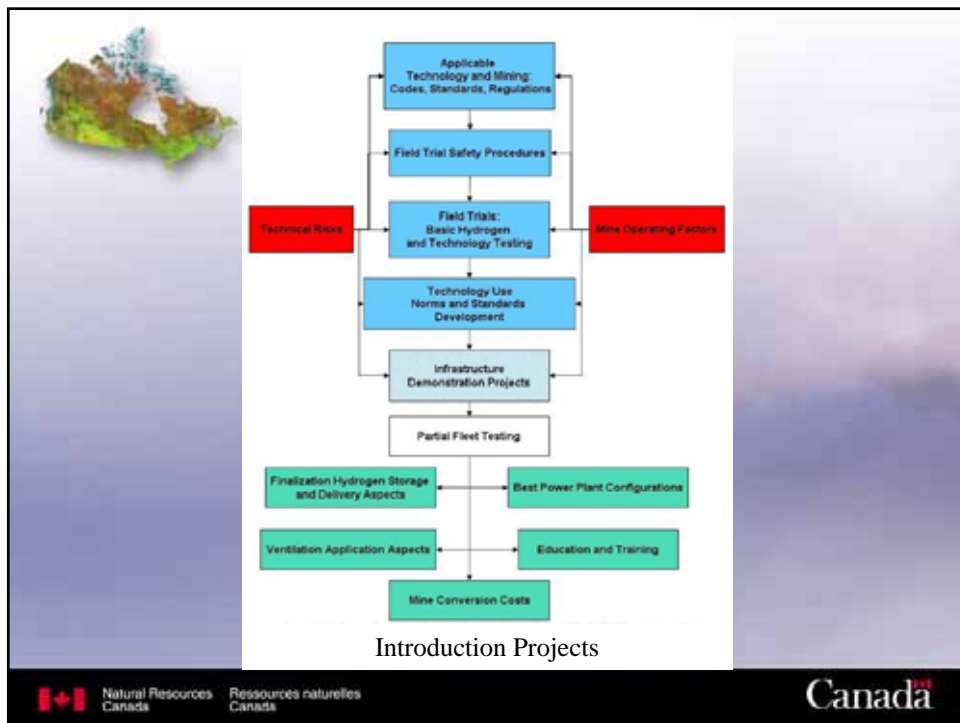 Applicable
Technology and Mining:
Codes, Standards, Regulations
Field Trial Safety Procedures
Technical Risks
Field Trials:
Basic Hydrogen
and Technology Testing
Mine Operating Factors
Technology Use
Norms and Standards
Development
Infrastructure
Demonstration Projects
Partial Fleet Testing
Finalization Hydrogen Storage
and Delivery Aspects
Best Power Plant Configurations
Ventilation Application Aspects
Education and Training
Mine Conversion Costs
Introduction Projects
Natural Resources
Canada
Ressources naturelles
Canada
Canada